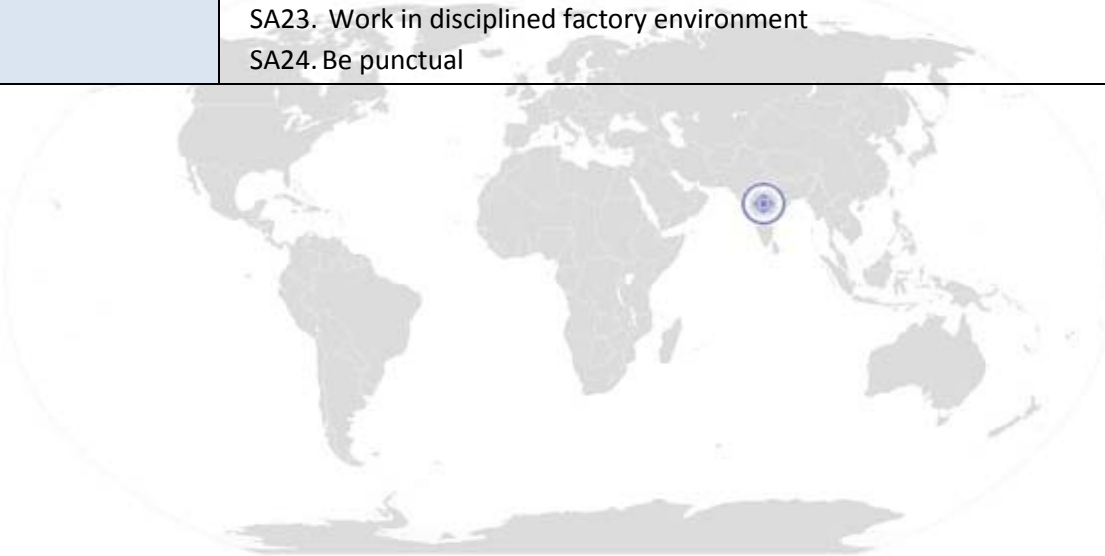 SA23. Work in disciplined factory environment
SA24. Be punctual